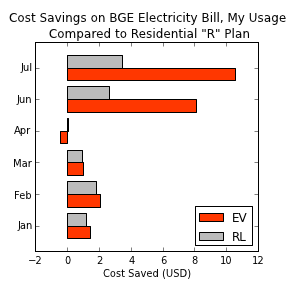 Cost Savings on BGE Electricity Bill, My Usage
Compared to Residential "R" Plan
Jul
Jun
Apr
Mar
Feb
Jan
EV
RL
−2 0 2 4 6 8 10 12
Cost Saved (USD)